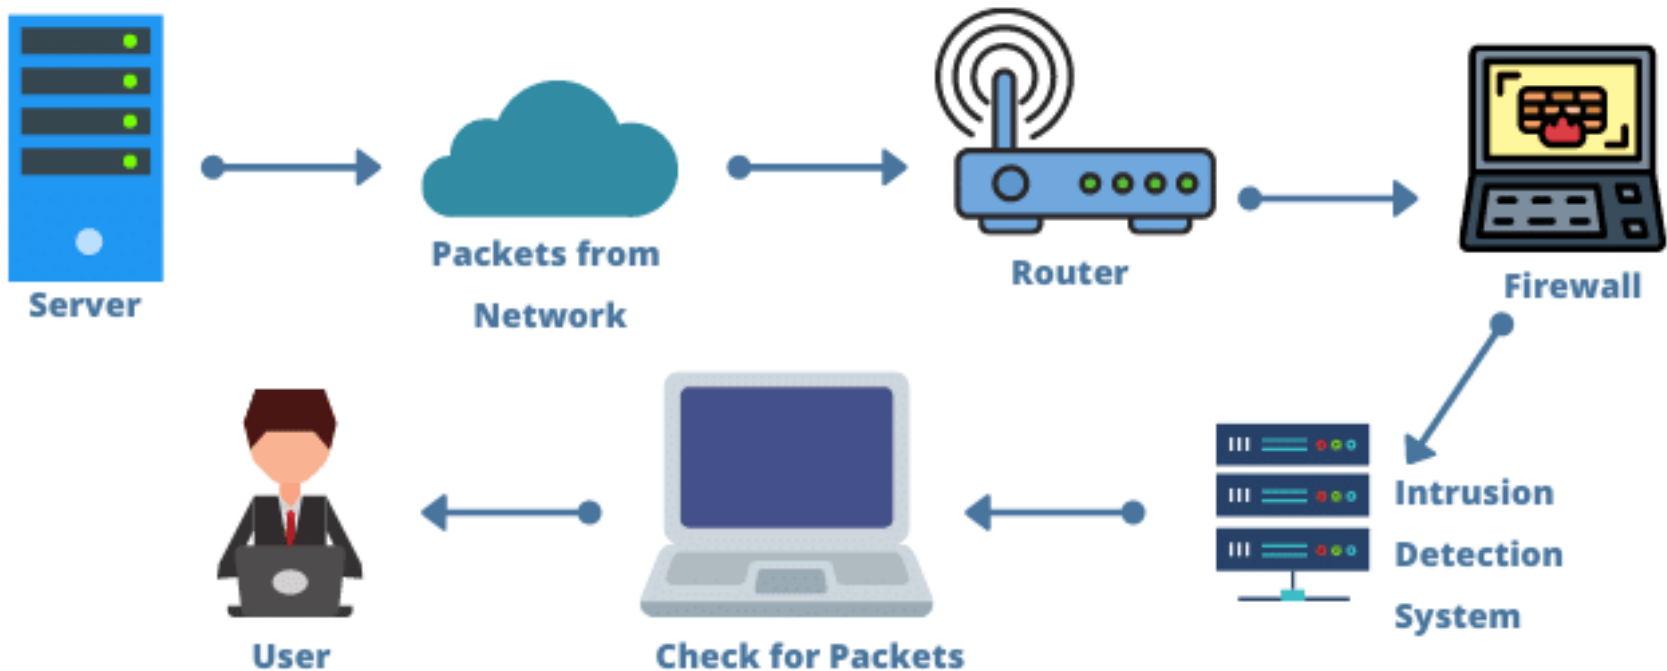 Server
Packets from
Network
Router
Firewall
Intrusion
Detection
System
Check for Packets
User